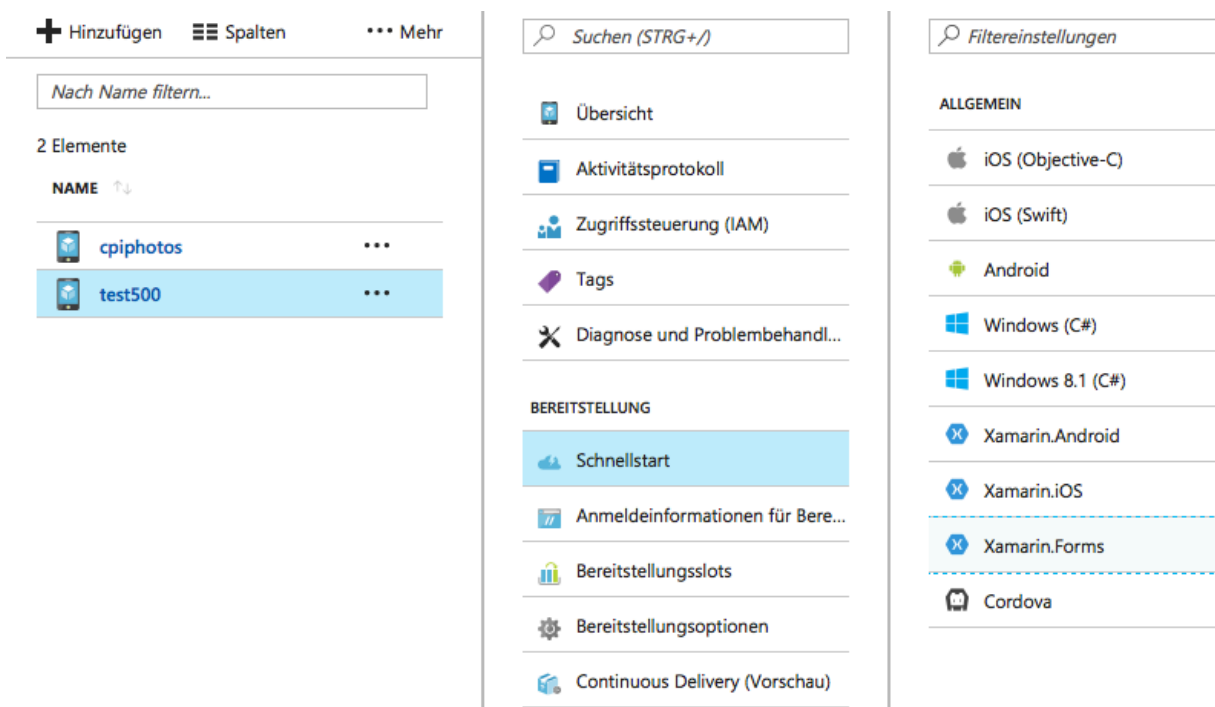 Hinzufügen Spalten ••• Mehr
Nach Name filtern...
2 Elemente
NAME
cpiphotos •••
test500 •••
Suchen (STRG+/)
Übersicht
Aktivitätsprotokoll
Zugriffssteuerung (IAM)
Tags
Diagnose und Problembehandl...
BEREITSTELLUNG
Schnellstart
Anmeldeinformationen für Bere...
Bereitstellungsslots
Bereitstellungsoptionen
Continuous Delivery (Vorschau)
Filtereinstellungen
ALLGEMEIN
iOS (Objective-C)
iOS (Swift)
Android
Windows (C#)
Windows 8.1 (C#)
Xamarin.Android
Xamarin.iOS
Xamarin.Forms
Cordova